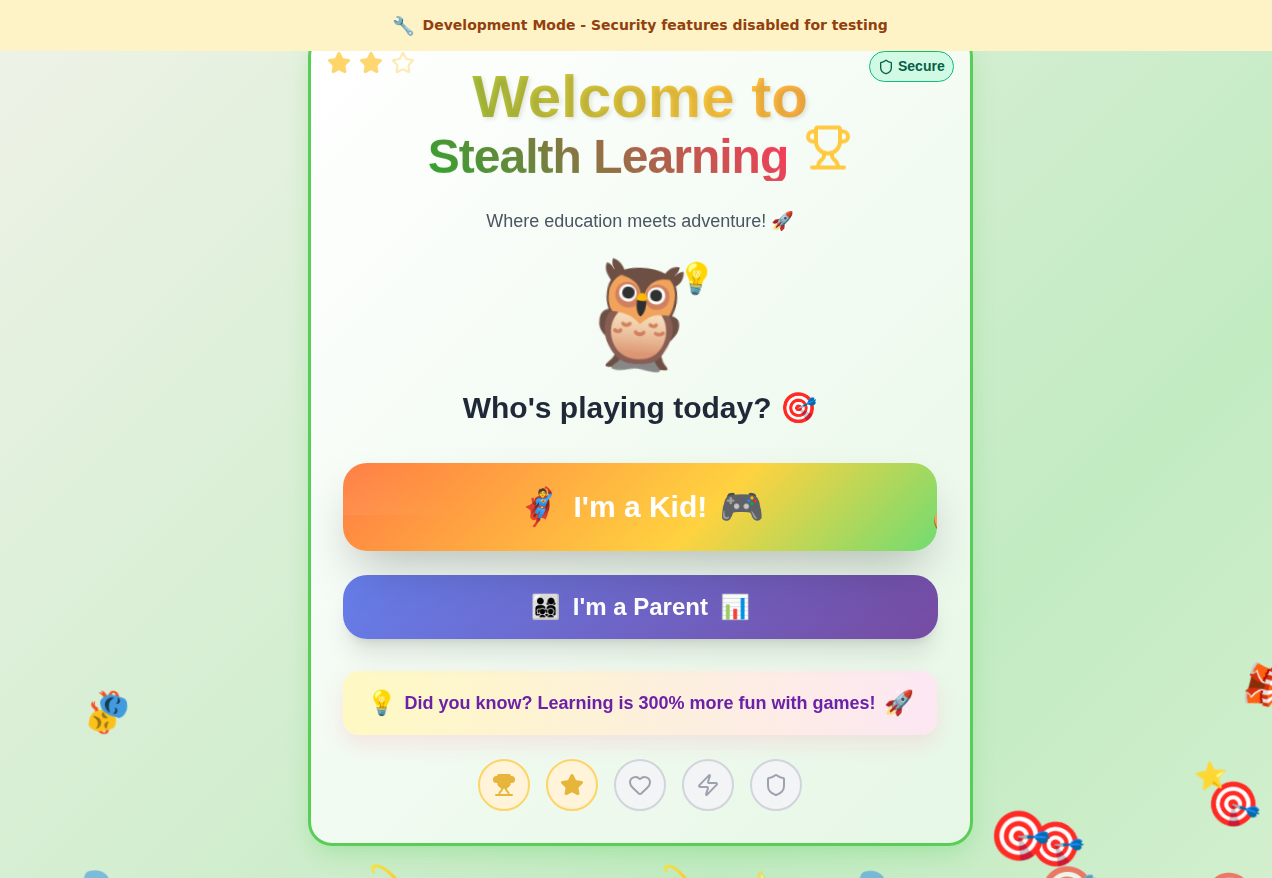 🔧 Development Mode - Security features disabled for testing
Secure
Welcome to
Stealth Learning
Where education meets adventure! 🚀
Who's playing today? 🎯
🦸 I'm a Kid! 🎮
👨‍👩‍👧‍👦 I'm a Parent 📊
💡 Did you know? Learning is 300% more fun with games! 🚀